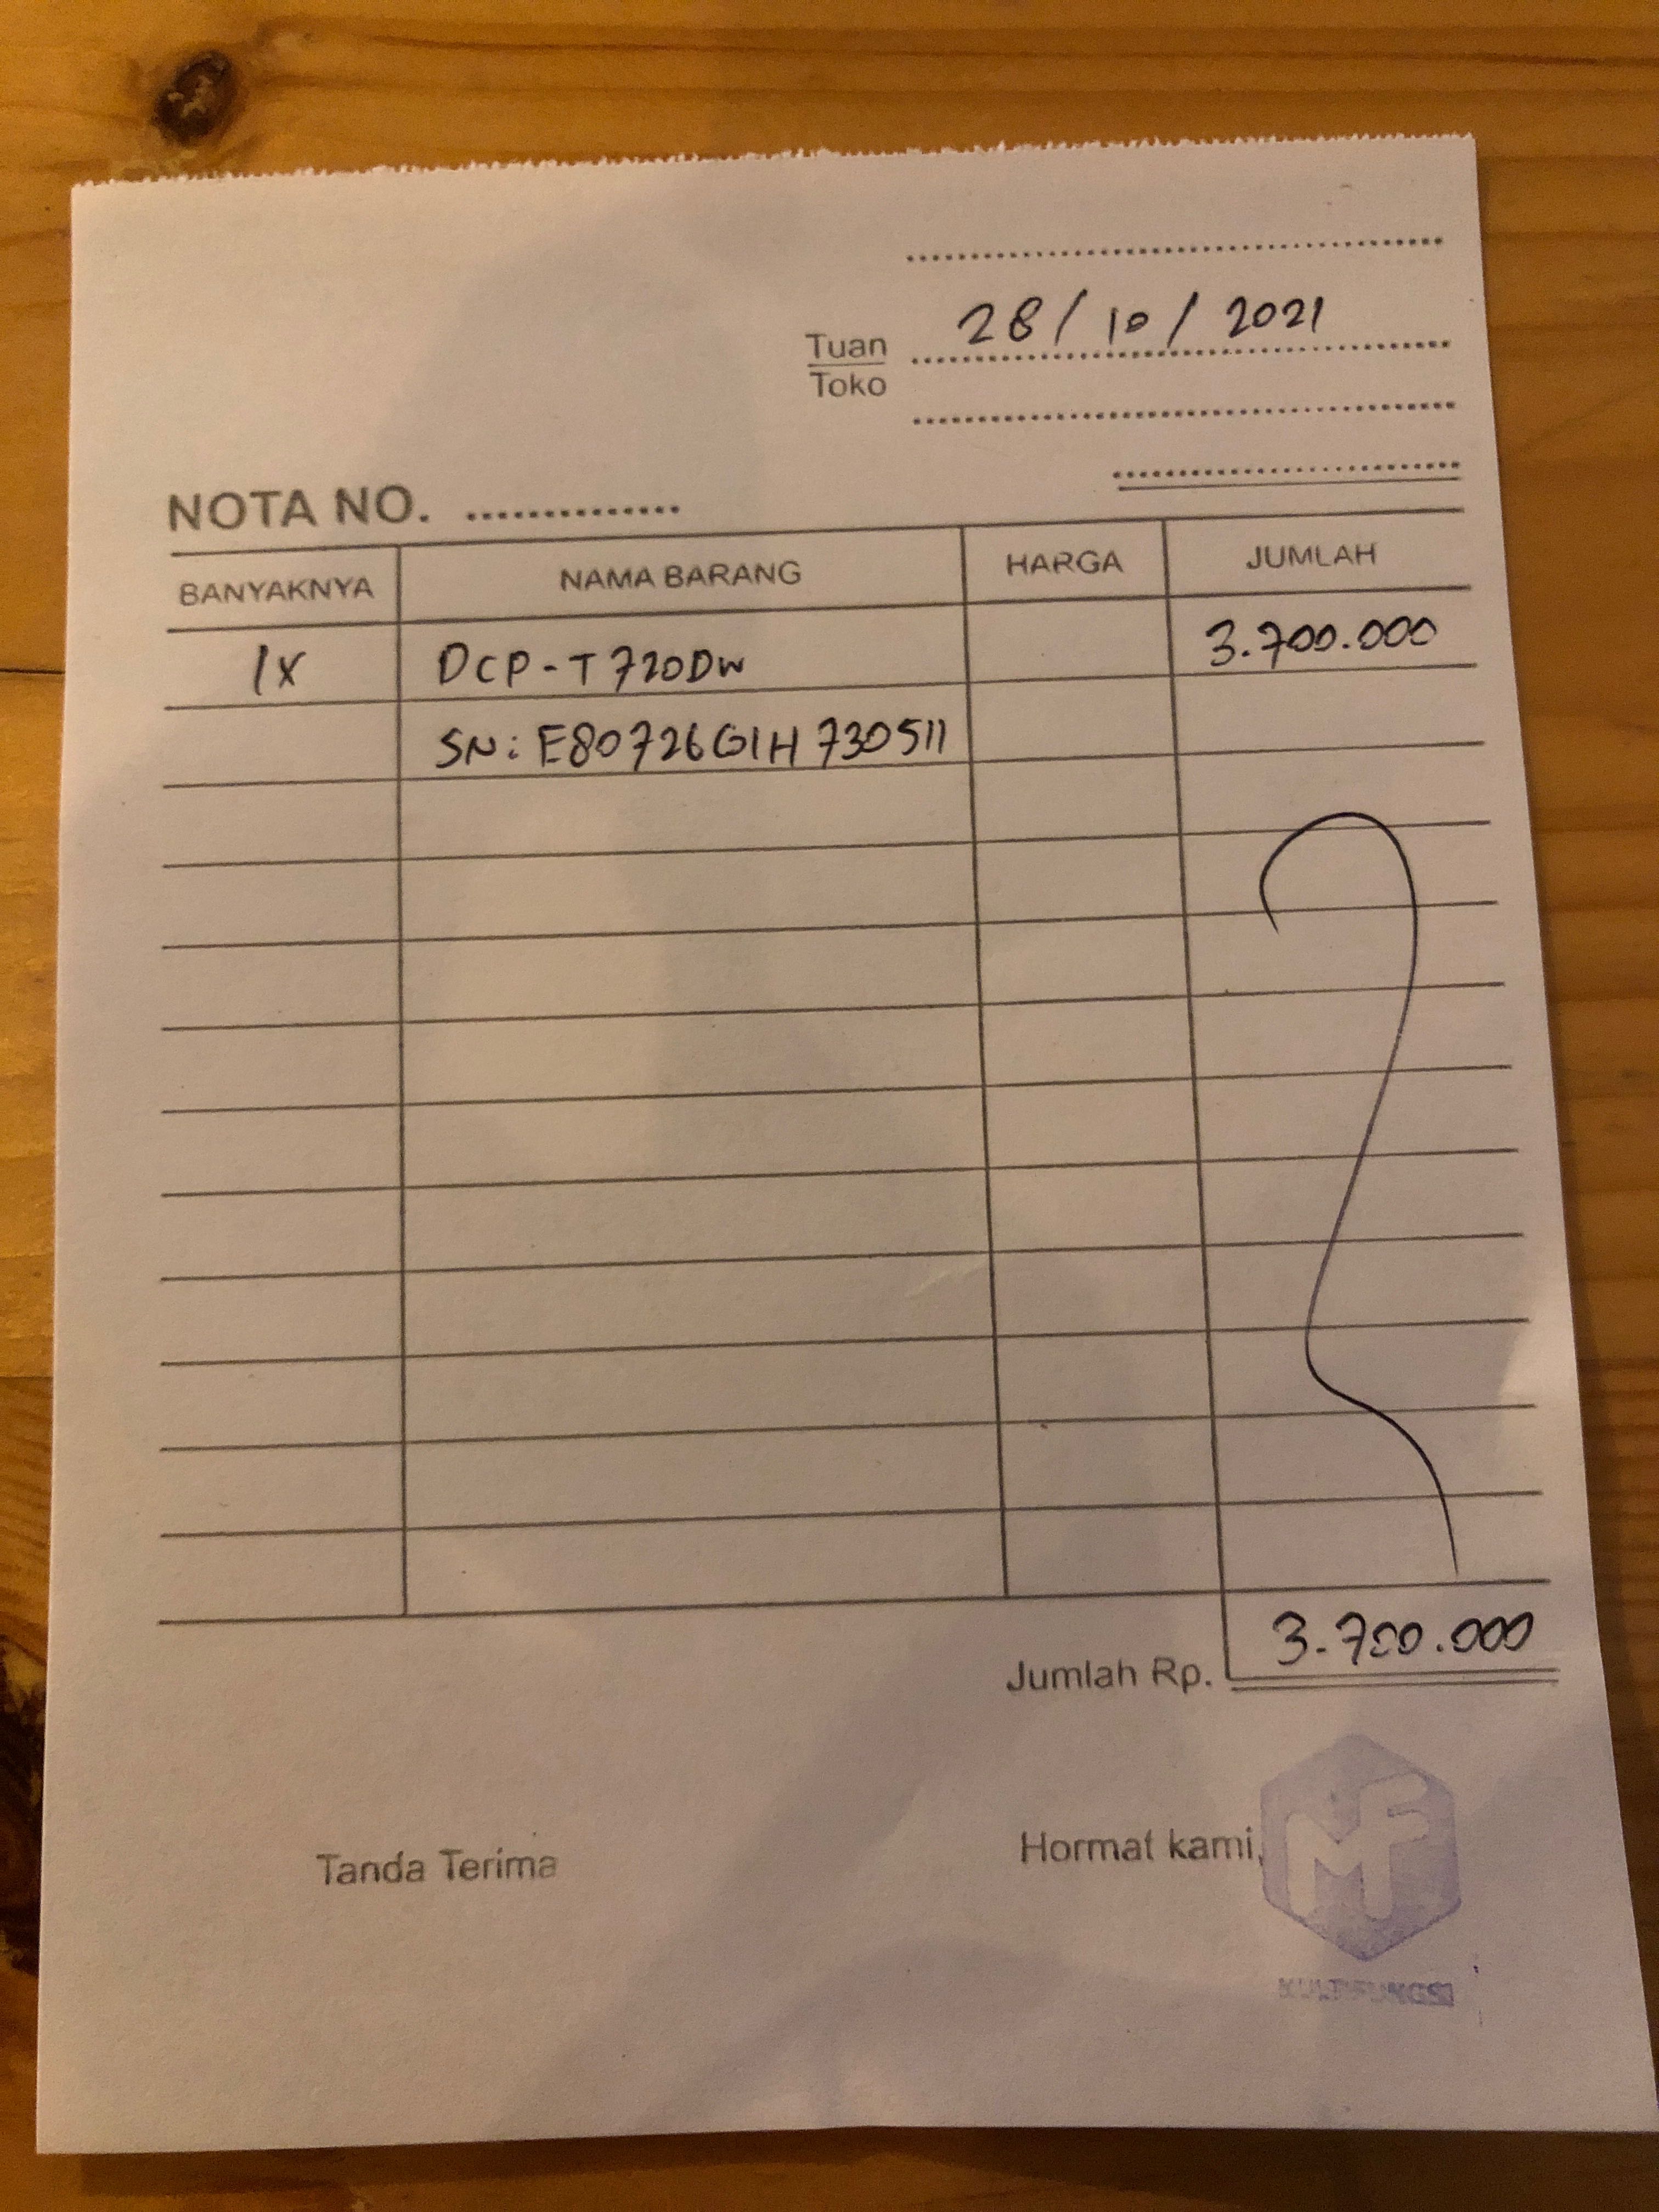 28/10/2021
Tuan
Toko
NOTA NO.
BANYAKNYA NAMA BARANG HARGA JUMLAH
1x DCP-T720DW 3.700.000
SN: E80726G1H730511
Jumlah Rp. 3.700.000
Tanda Terima Hormat kami,
MF